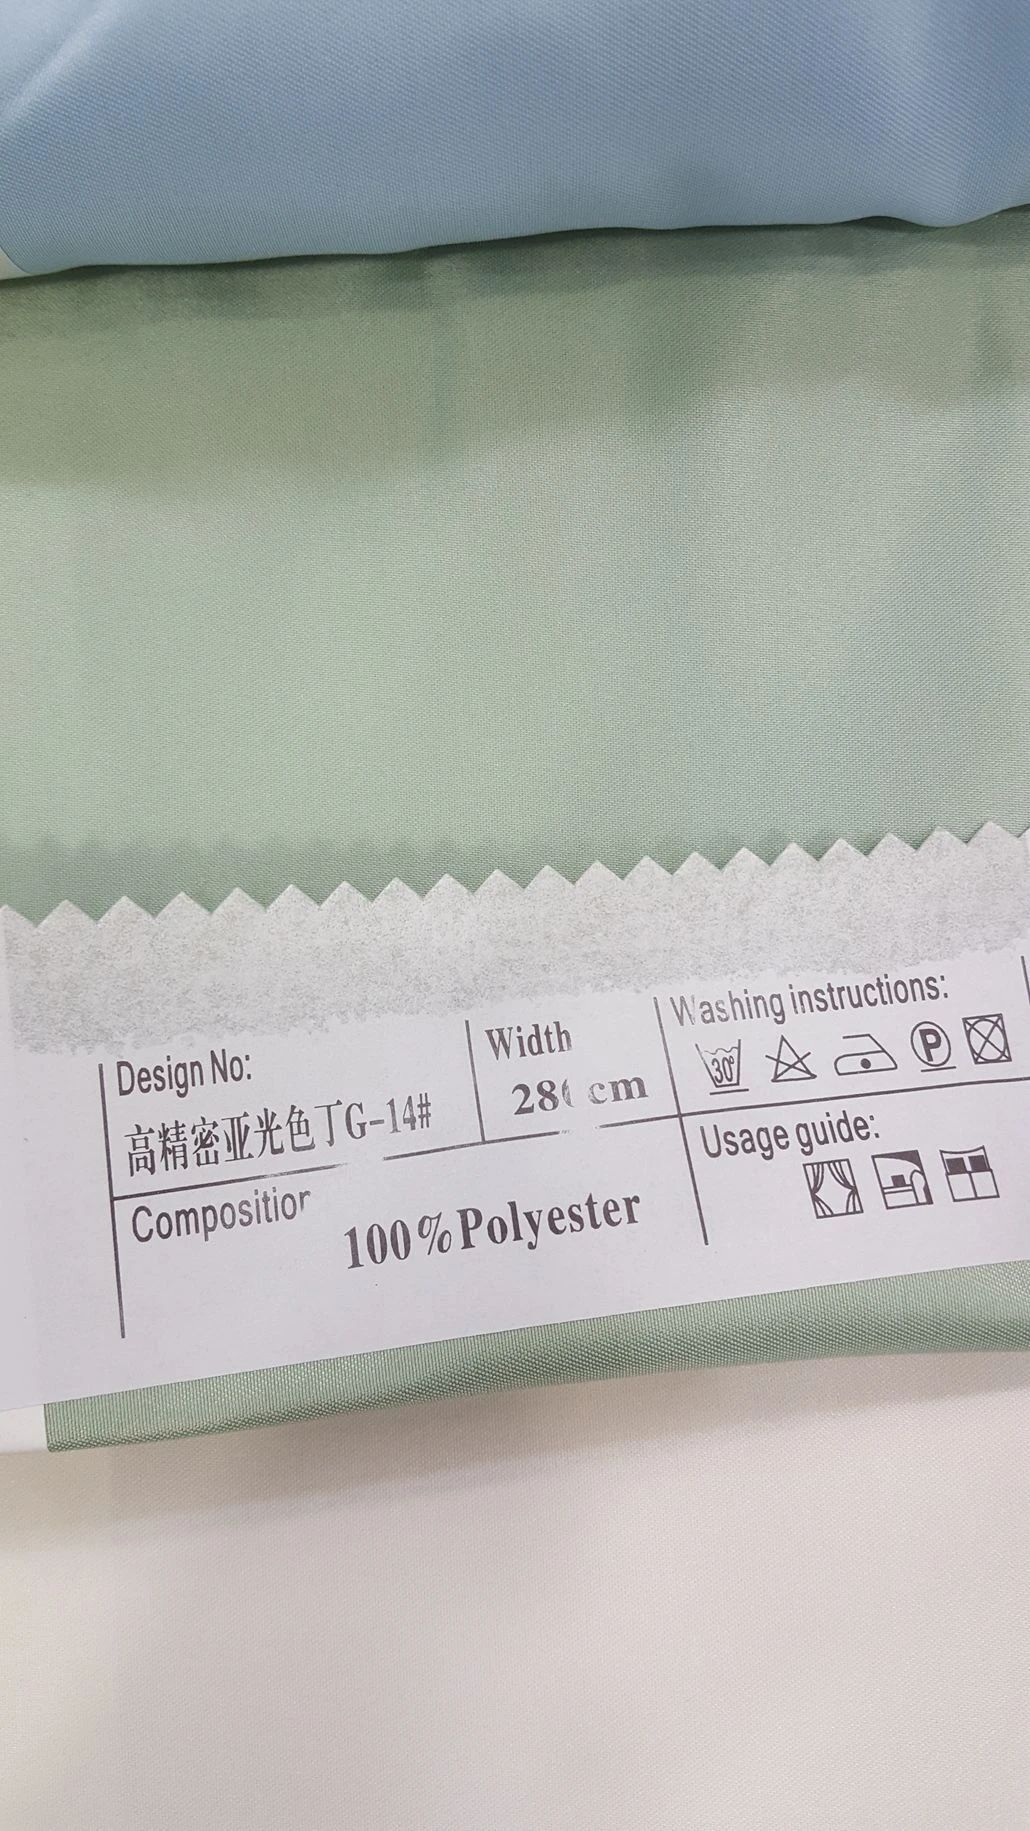 Design No:
高精密亚光色丁G-14#
Width
cm
Washing instructions:
30°
P
Usage guide:
Composition
100%Polyester